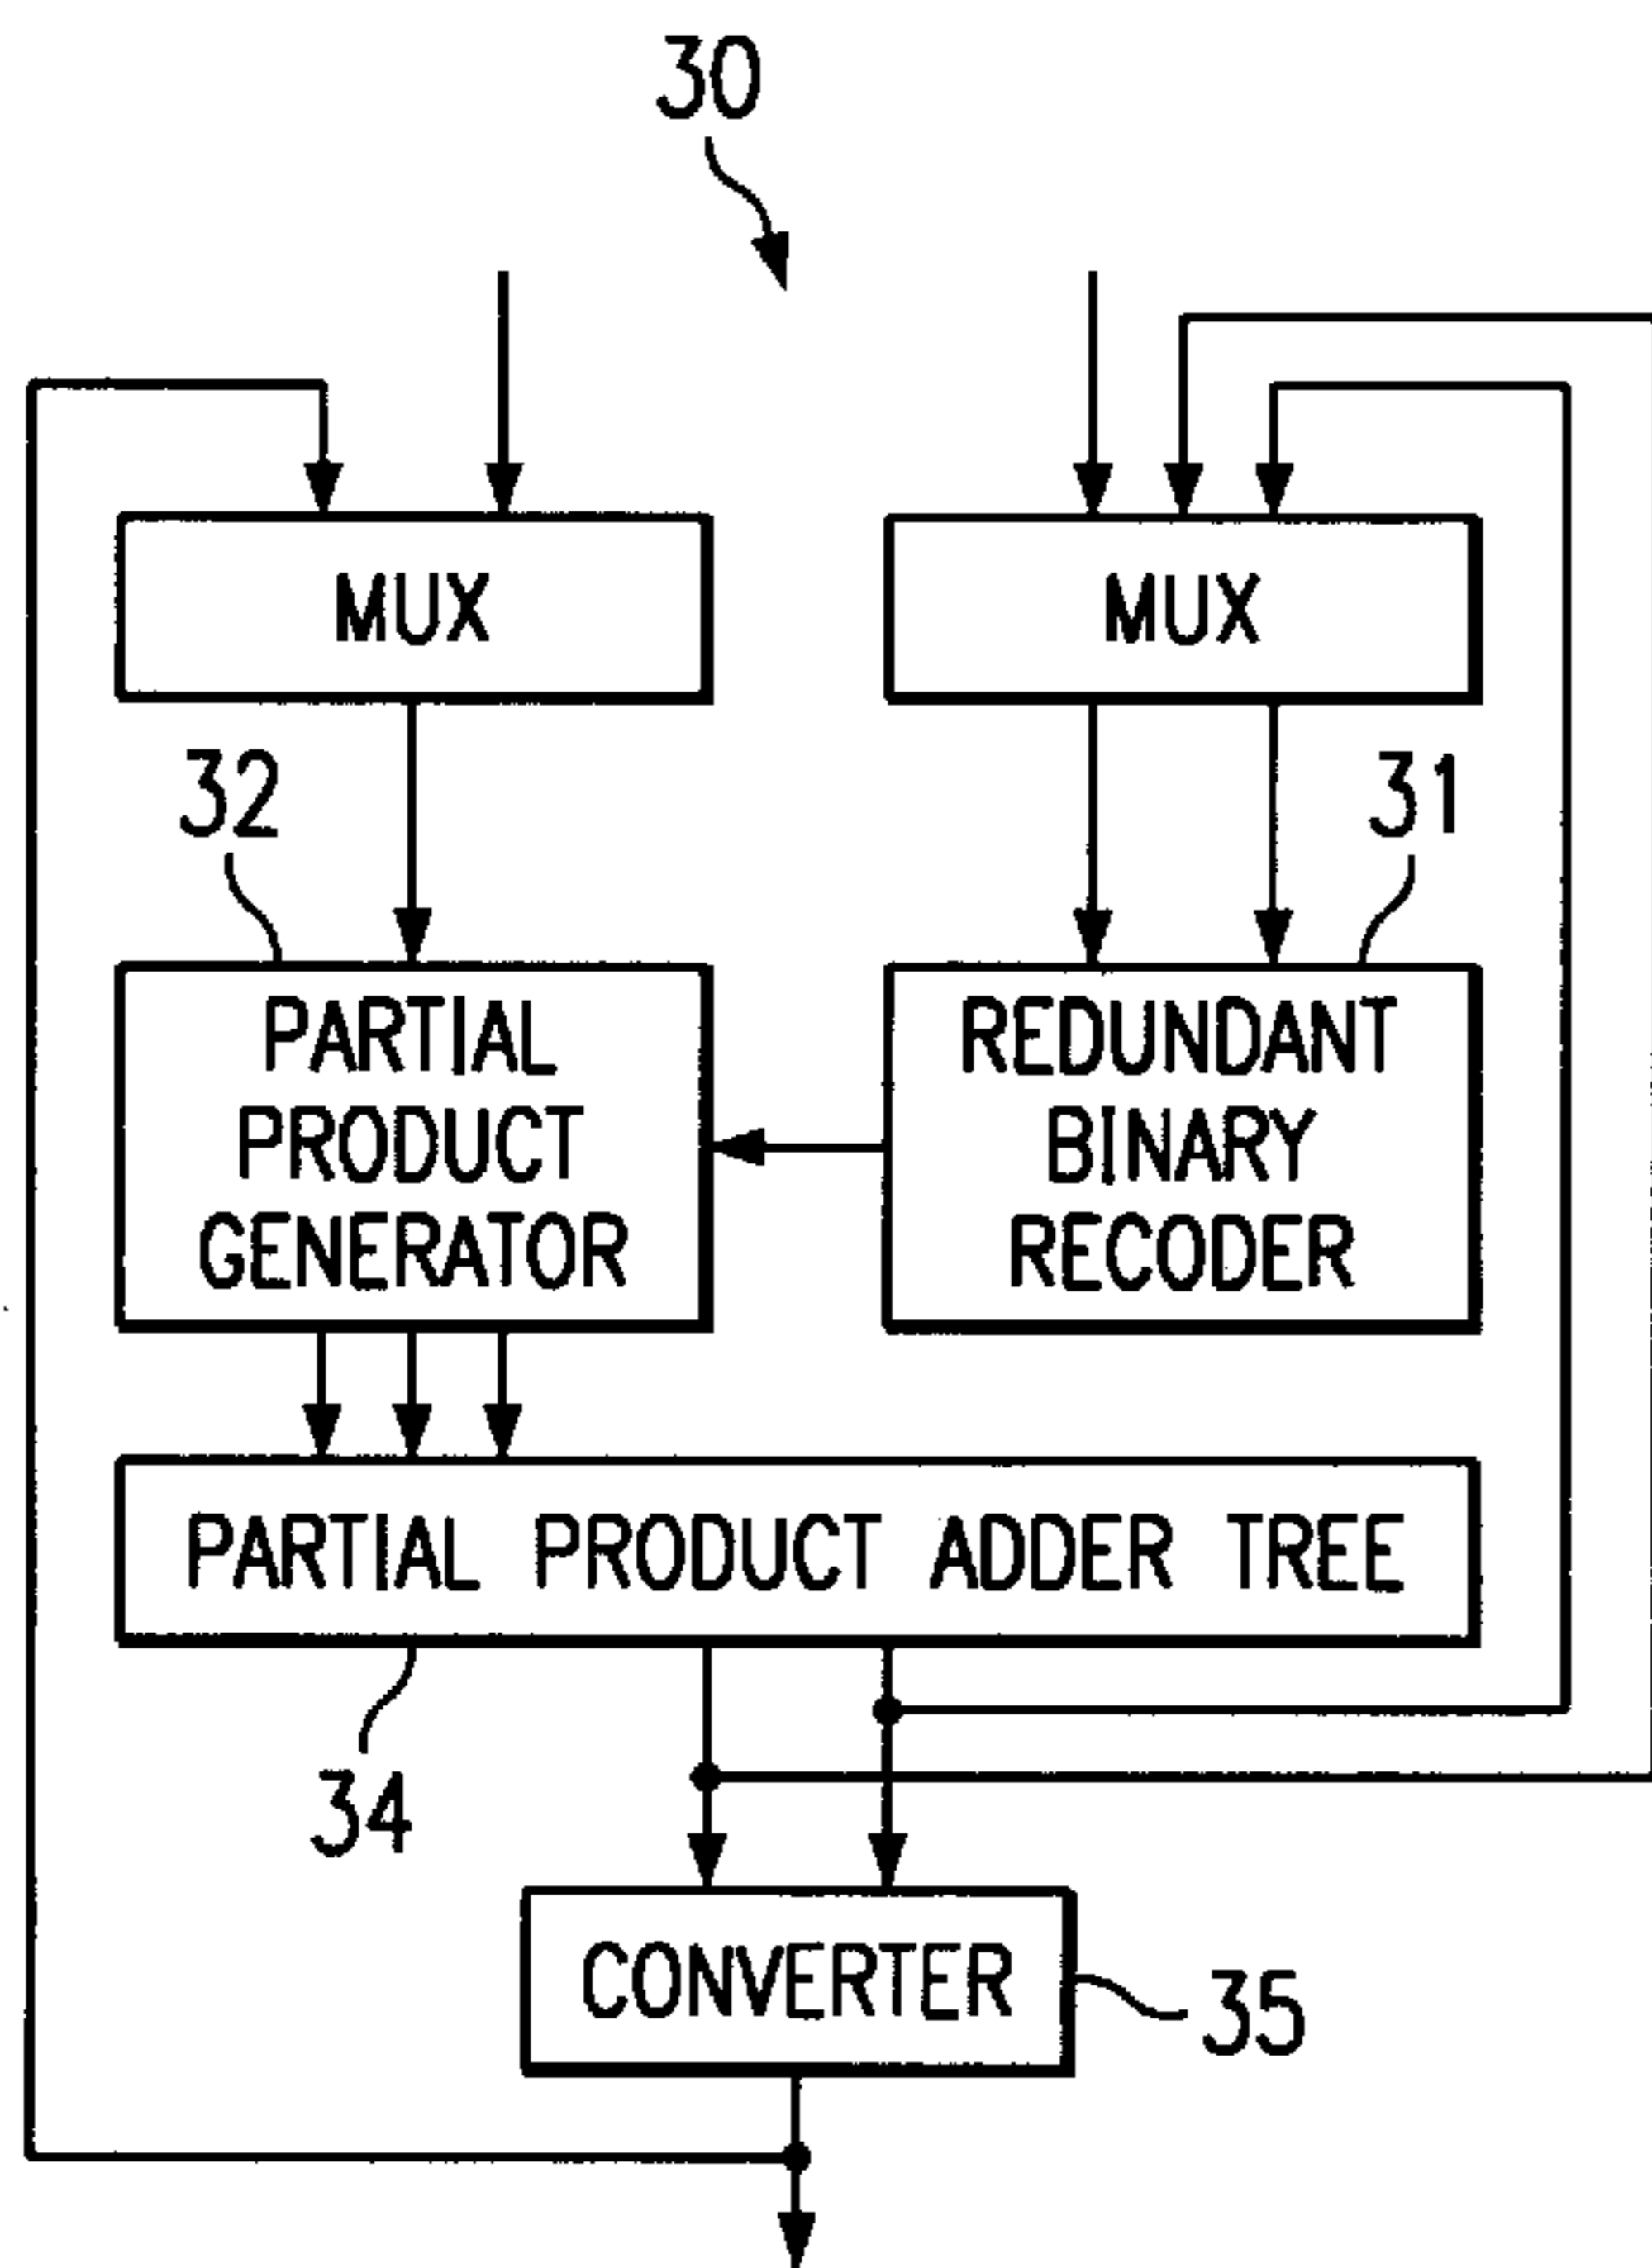 30
MUX
MUX
32
31
PARTIAL
PRODUCT
GENERATOR
REDUNDANT
BINARY
RECODER
PARTIAL PRODUCT ADDER TREE
34
CONVERTER
35